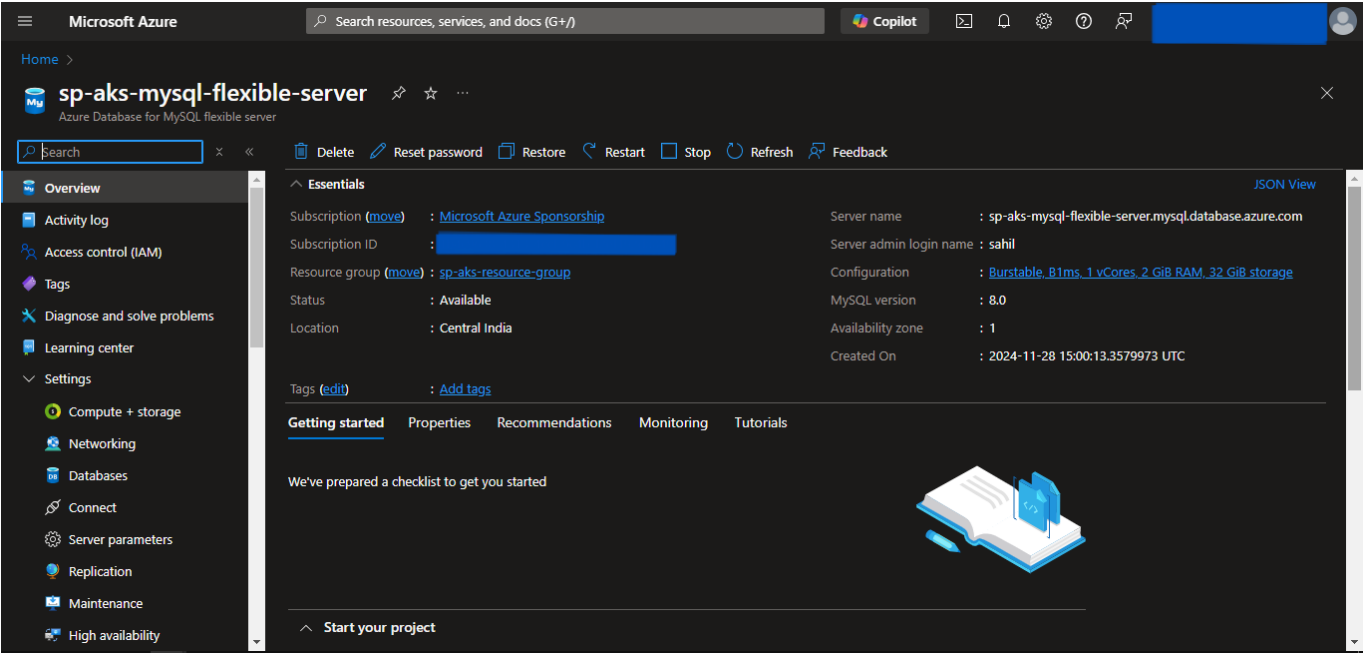 Microsoft Azure
Search resources, services, and docs (G+/)
Copilot
Home >
sp-aks-mysql-flexible-server
Azure Database for MySQL flexible server
Search
Delete Reset password Restore Restart Stop Refresh Feedback
Overview
Activity log
Access control (IAM)
Tags
Diagnose and solve problems
Learning center
Settings
Compute + storage
Networking
Databases
Connect
Server parameters
Replication
Maintenance
High availability
Essentials
JSON View
Subscription (move) : Microsoft Azure Sponsorship
Subscription ID :
Resource group (move) : sp-aks-resource-group
Status : Available
Location : Central India
Server name : sp-aks-mysql-flexible-server.mysql.database.azure.com
Server admin login name : sahil
Configuration : Burstable, B1ms, 1 vCores, 2 GiB RAM, 32 GiB storage
MySQL version : 8.0
Availability zone : 1
Created On : 2024-11-28 15:00:13.3579973 UTC
Tags (edit) : Add tags
Getting started Properties Recommendations Monitoring Tutorials
We've prepared a checklist to get you started
Start your project